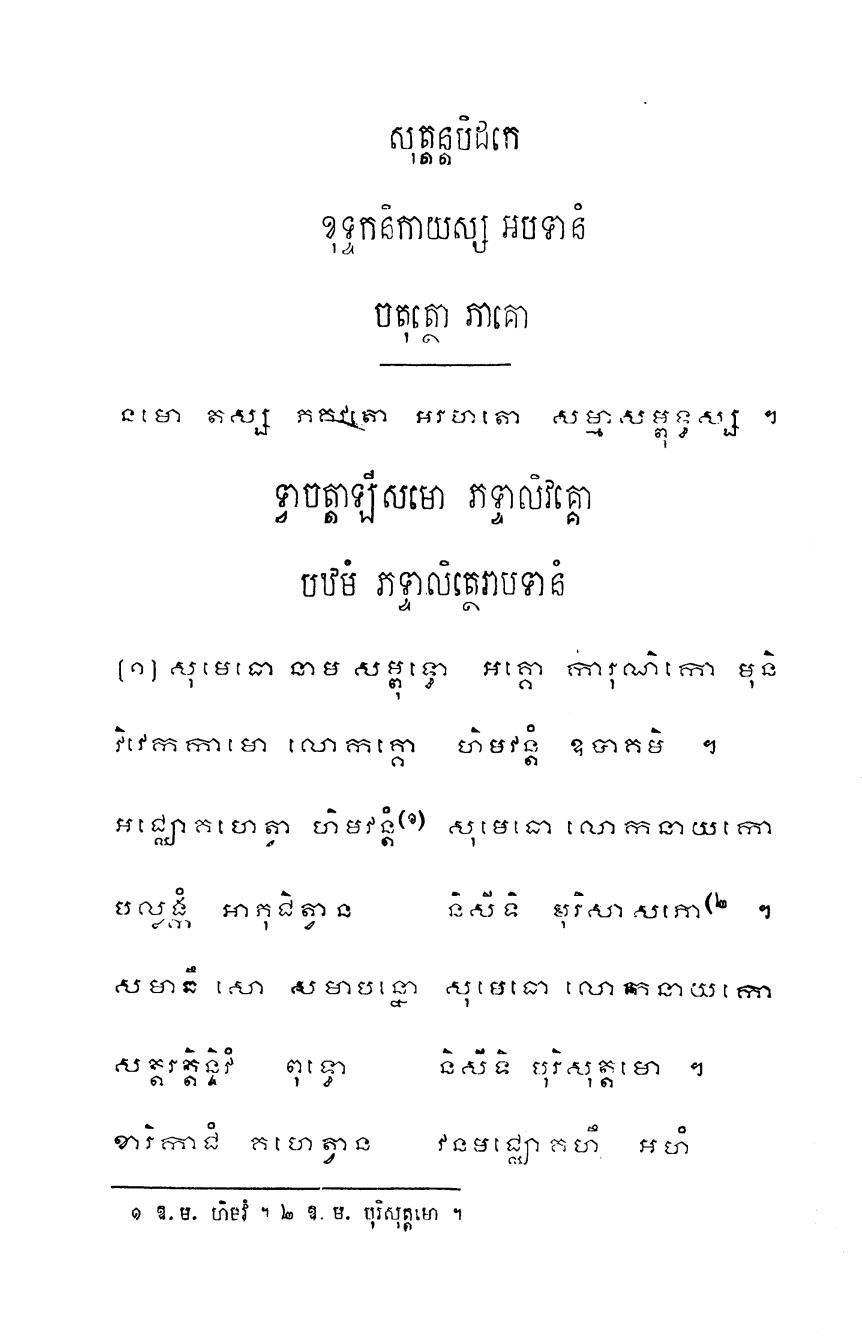 សុត្តន្តបិដកេ
ខុទ្ទកនិកាយស្ស អបទានំ
ចតុត្ថោ ភាគោ
នមោ តស្ស ភគវតោ អរហតោ សម្មាសម្ពុទ្ធស្ស ។
ទ្វាចត្តាឡីសមោ ភទ្ទាលិវគ្គោ
បឋមំ ភទ្ទាលិត្ថេរាបទានំ
(១) សុមេធោ នាម សម្ពុទ្ធោ អគ្គោ ការុណិកោ មុនិ
វិវេកកាមោ លោកគ្គោ ហិមវន្តំ ឧបាគមិ ។
អជ្ឈោគហេត្វា ហិមវន្តំ(១) សុមេធោ លោកនាយកោ
បល្លង្កំ អាភុជិត្វាន និសីទិ បុរិសាសភោ(២ ។
សមាធឹ សោ សមាបន្នោ សុមេធោ លោកនាយកោ
សត្តរត្តិន្ទិវំ ពុទ្ធោ និសីទិ បុរិសុត្តមោ ។
ខារិកាជំ គហេត្វាន វនមជ្ឈោគហឹ អហំ
១ ឱ. ម. ហិមវំ ។ ២ ឱ. ម. បុរិសុត្តមោ ។